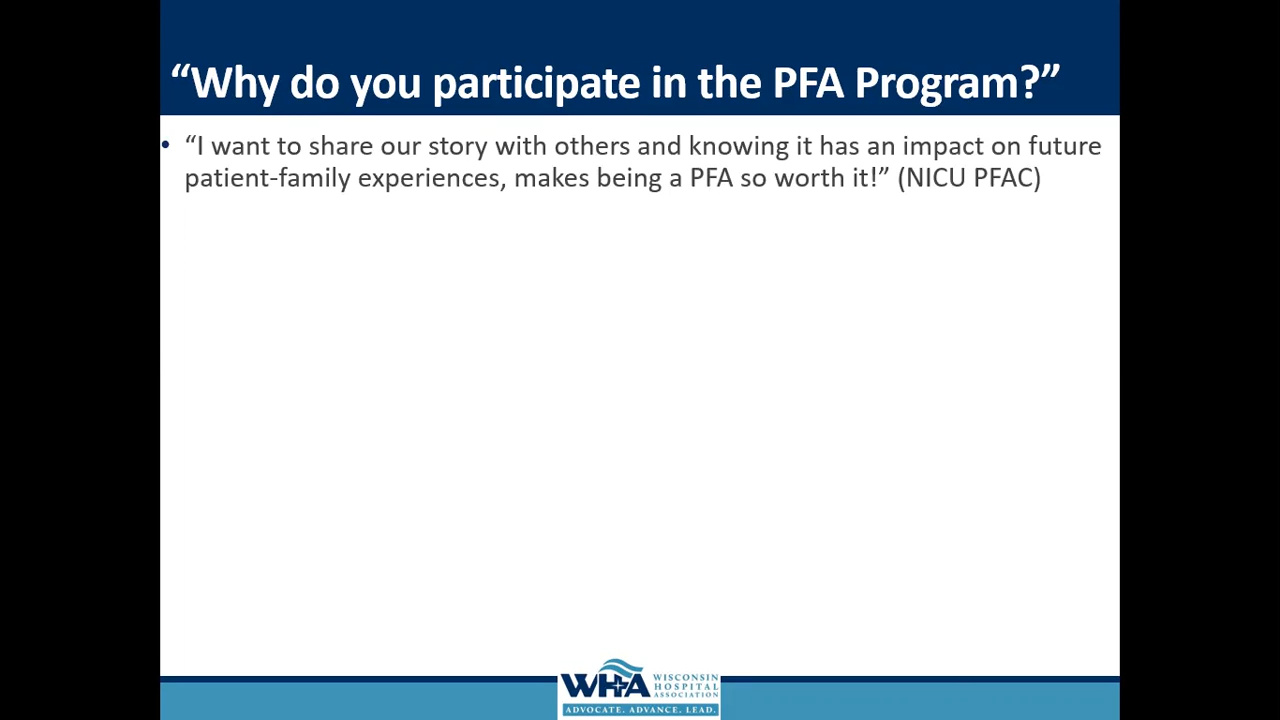 “Why do you participate in the PFA Program?”
• “I want to share our story with others and knowing it has an impact on future
patient-family experiences, makes being a PFA so worth it!” (NICU PFAC)
WHA
WISCONSIN
HOSPITAL
ASSOCIATION
ADVOCATE. ADVANCE. LEAD.